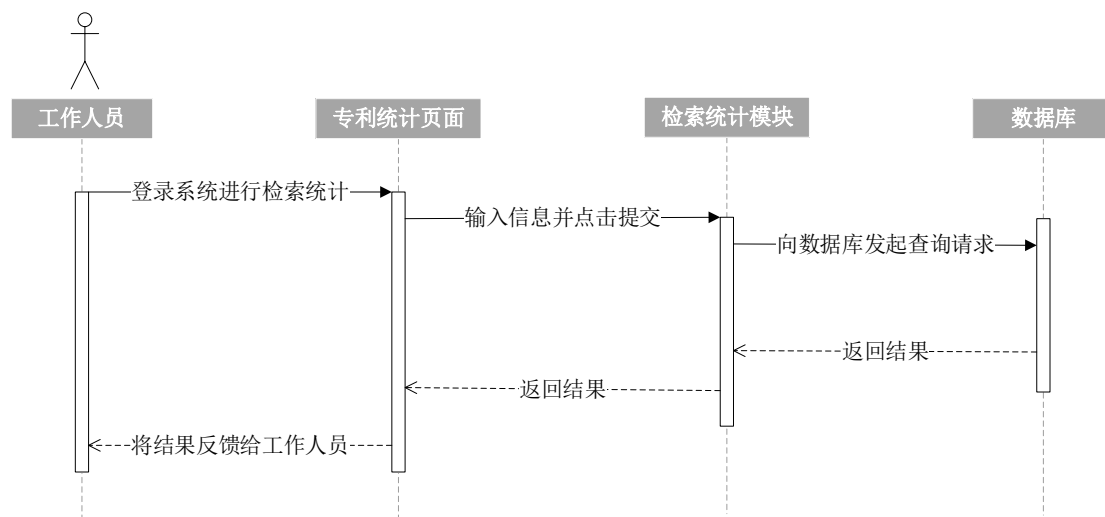 工作人员
专利统计页面
检索统计模块
数据库
登录系统进行检索统计
输入信息并点击提交
向数据库发起查询请求
返回结果
返回结果
将结果反馈给工作人员